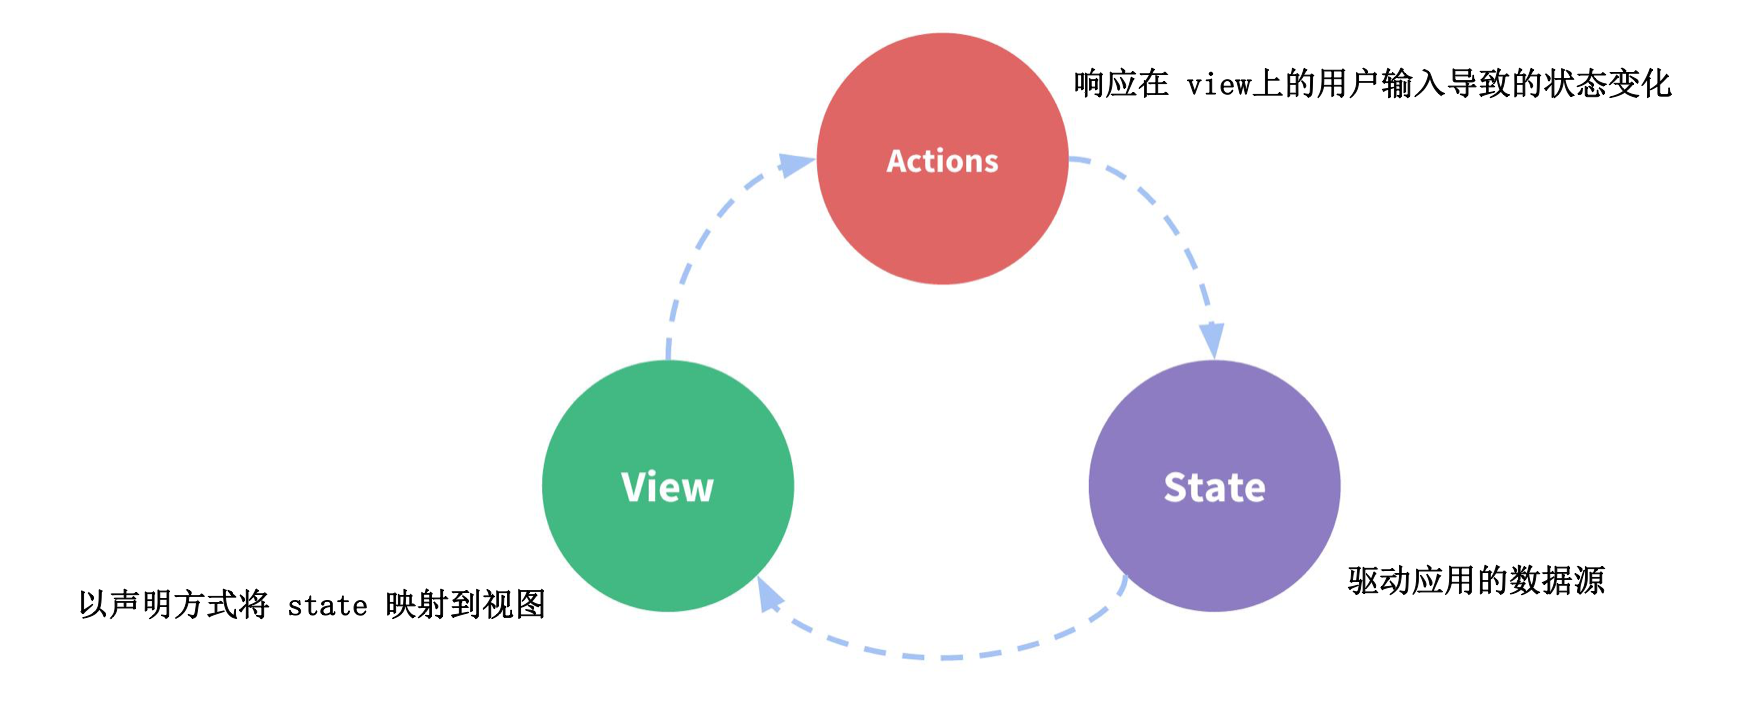 响应在 view上的用户输入导致的状态变化
Actions
View
State
驱动应用的数据源
以声明方式将 state 映射到视图